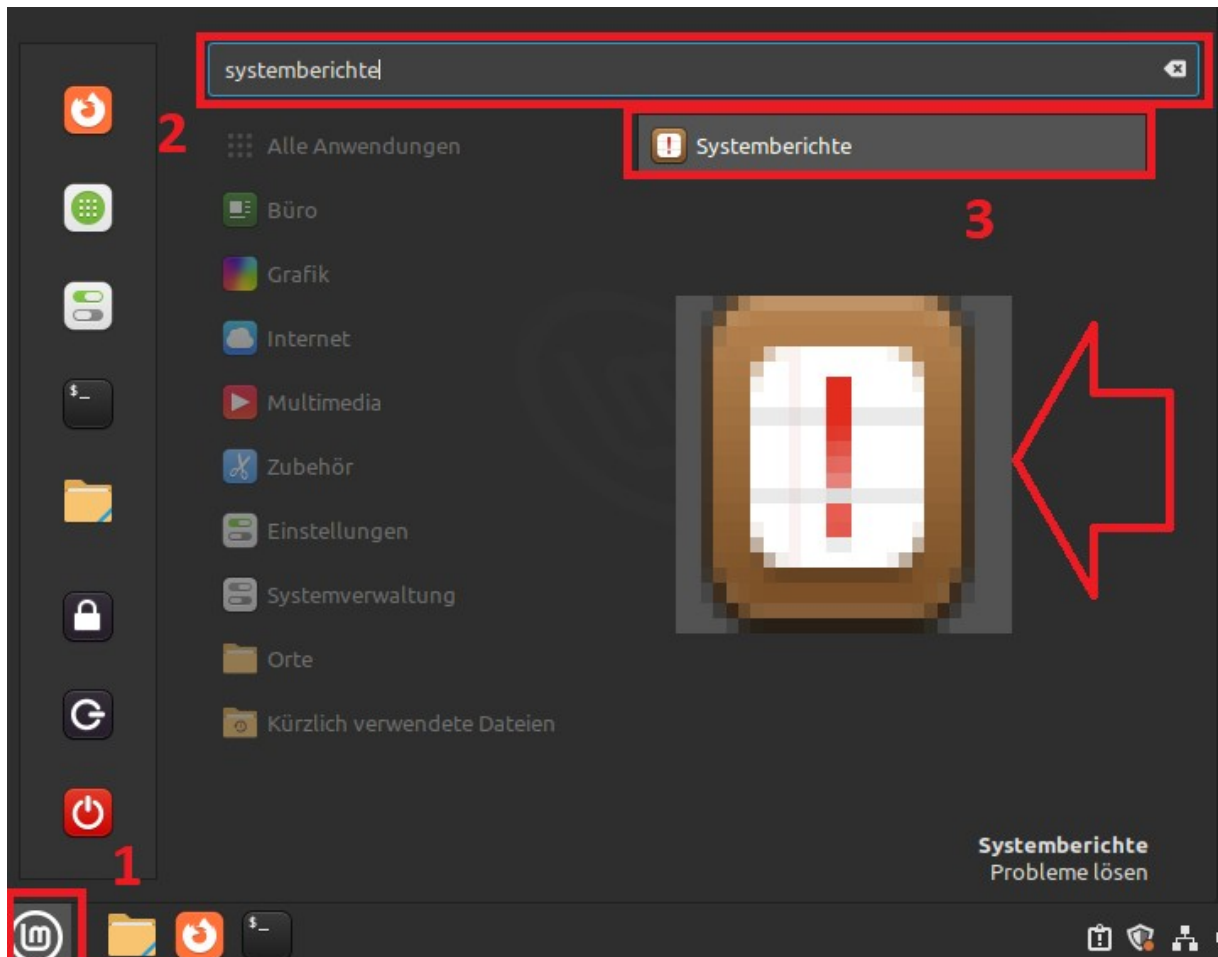 systemberichte
2
Alle Anwendungen
Systemberichte
Büro
3
Grafik
Internet
Multimedia
Zubehör
Einstellungen
Systemverwaltung
Orte
Kürzlich verwendete Dateien
Systemberichte
Probleme lösen
1
$_
$_